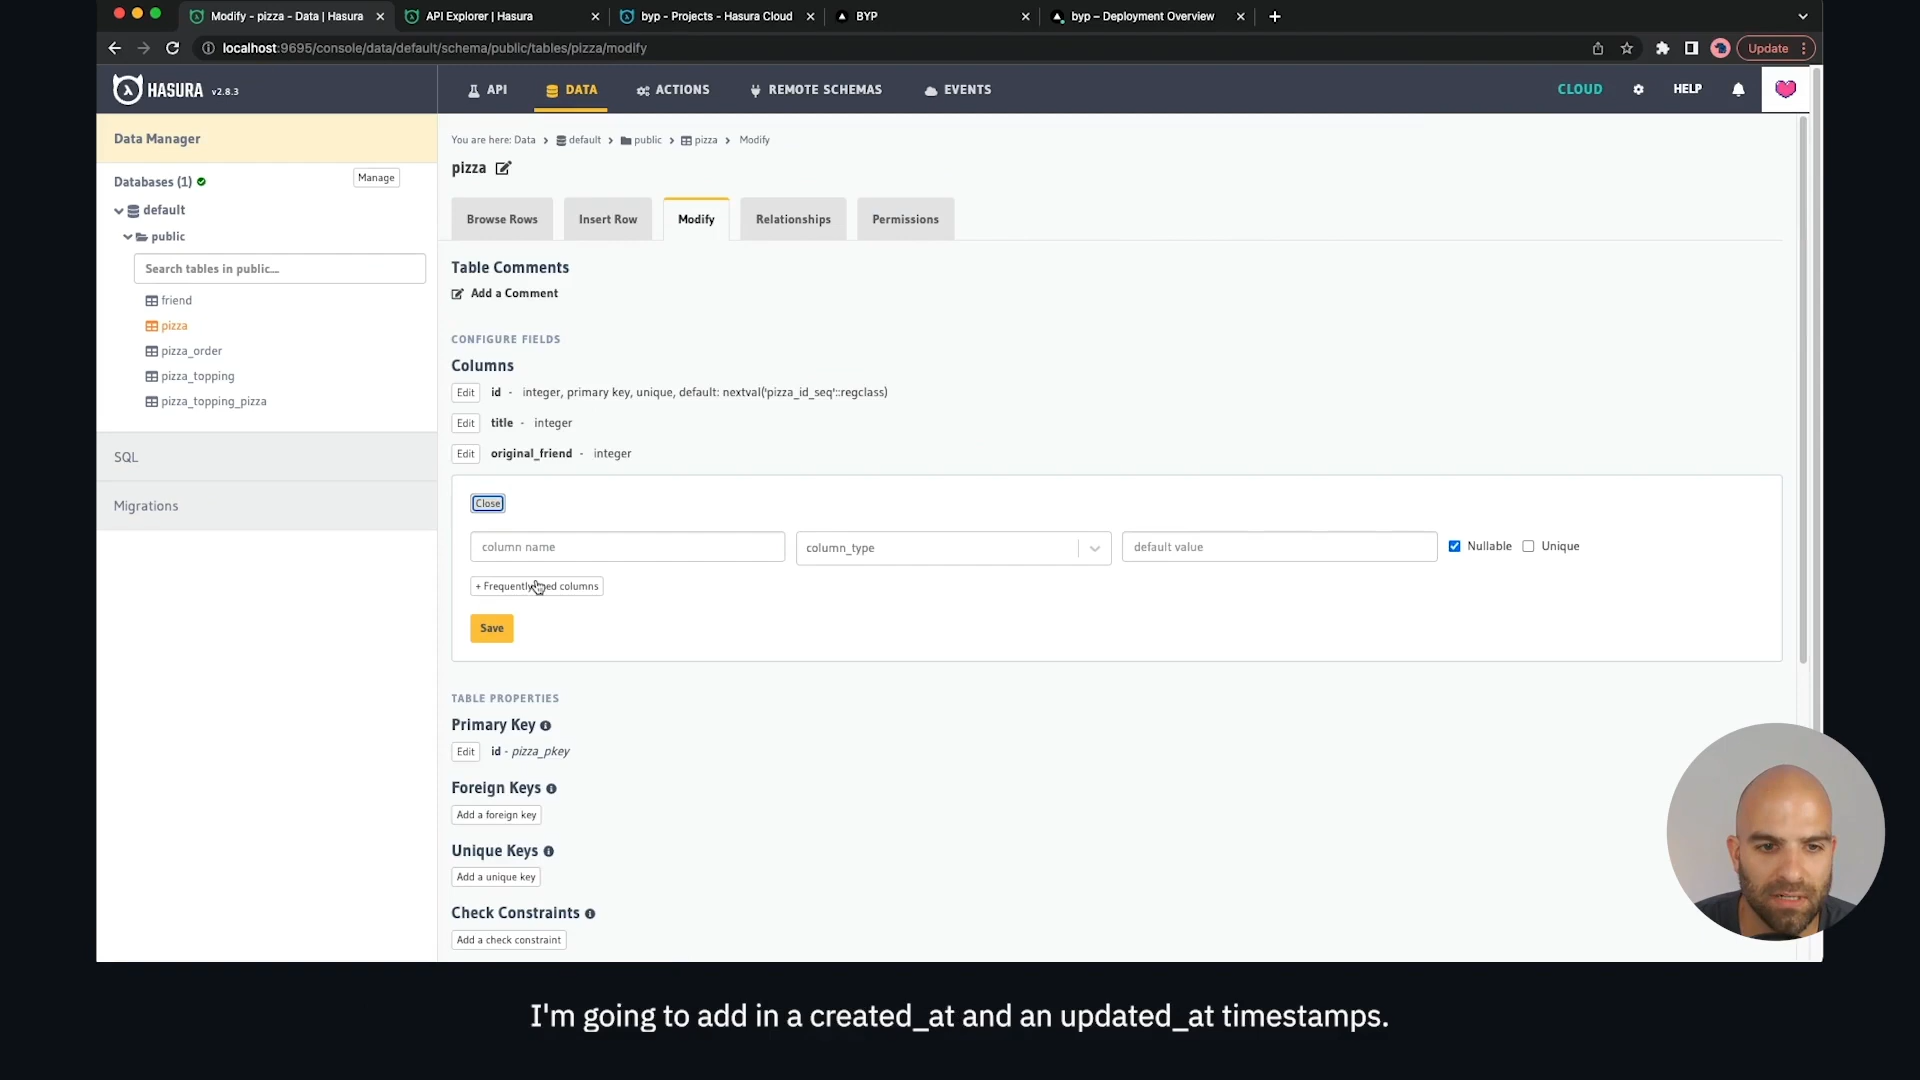 Modify - pizza - Data | Hasura
API Explorer | Hasura
byp - Projects - Hasura Cloud
BYP
byp – Deployment Overview
localhost:9695/console/data/default/schema/public/tables/pizza/modify
Update
HASURA v2.8.3
API
DATA
ACTIONS
REMOTE SCHEMAS
EVENTS
CLOUD
HELP
Data Manager
Databases (1)
Manage
default
public
Search tables in public....
friend
pizza
pizza_order
pizza_topping
pizza_topping_pizza
SQL
Migrations
You are here: Data > default > public > pizza > Modify
pizza
Browse Rows
Insert Row
Modify
Relationships
Permissions
Table Comments
Add a Comment
CONFIGURE FIELDS
Columns
Edit id - integer, primary key, unique, default: nextval('pizza_id_seq'::regclass)
Edit title - integer
Edit original_friend - integer
Close
column name
column_type
default value
Nullable
Unique
+ Frequently used columns
Save
TABLE PROPERTIES
Primary Key
Edit id - pizza_pkey
Foreign Keys
Add a foreign key
Unique Keys
Add a unique key
Check Constraints
Add a check constraint
I'm going to add in a created_at and an updated_at timestamps.